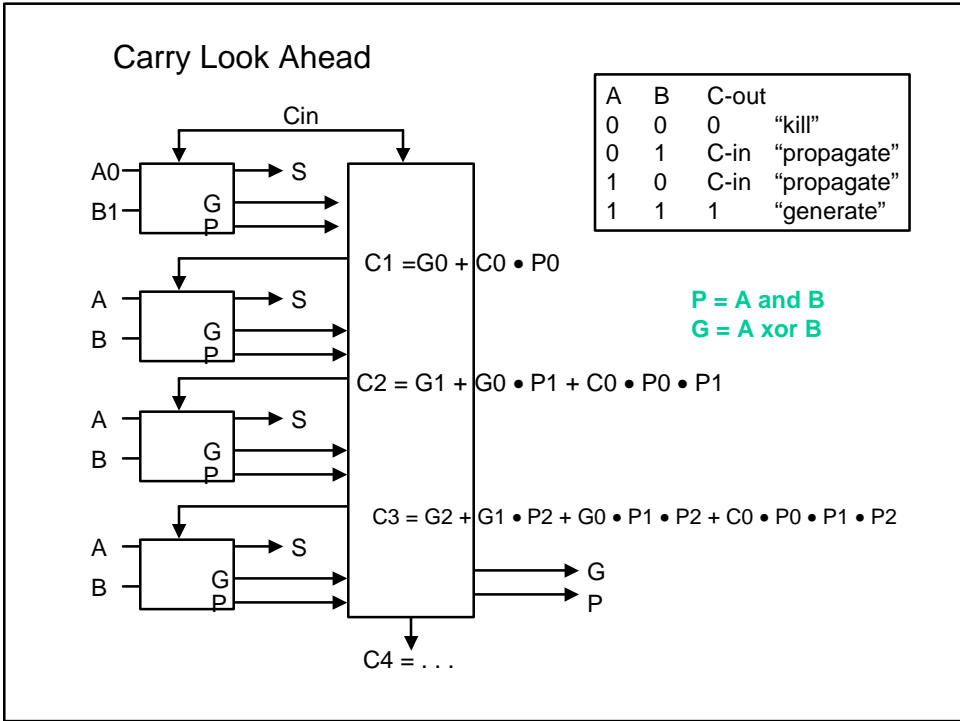 Carry Look Ahead
A B C-out
0 0 0 “kill”
0 1 C-in “propagate”
1 0 C-in “propagate”
1 1 1 “generate”
Cin
A0 S
B1 G
P
C1 =G0 + C0 • P0
A S
B G
P
P = A and B
G = A xor B
C2 = G1 + G0 • P1 + C0 • P0 • P1
A S
B G
P
C3 = G2 + G1 • P2 + G0 • P1 • P2 + C0 • P0 • P1 • P2
A S
B G G
P P
C4 = . . .